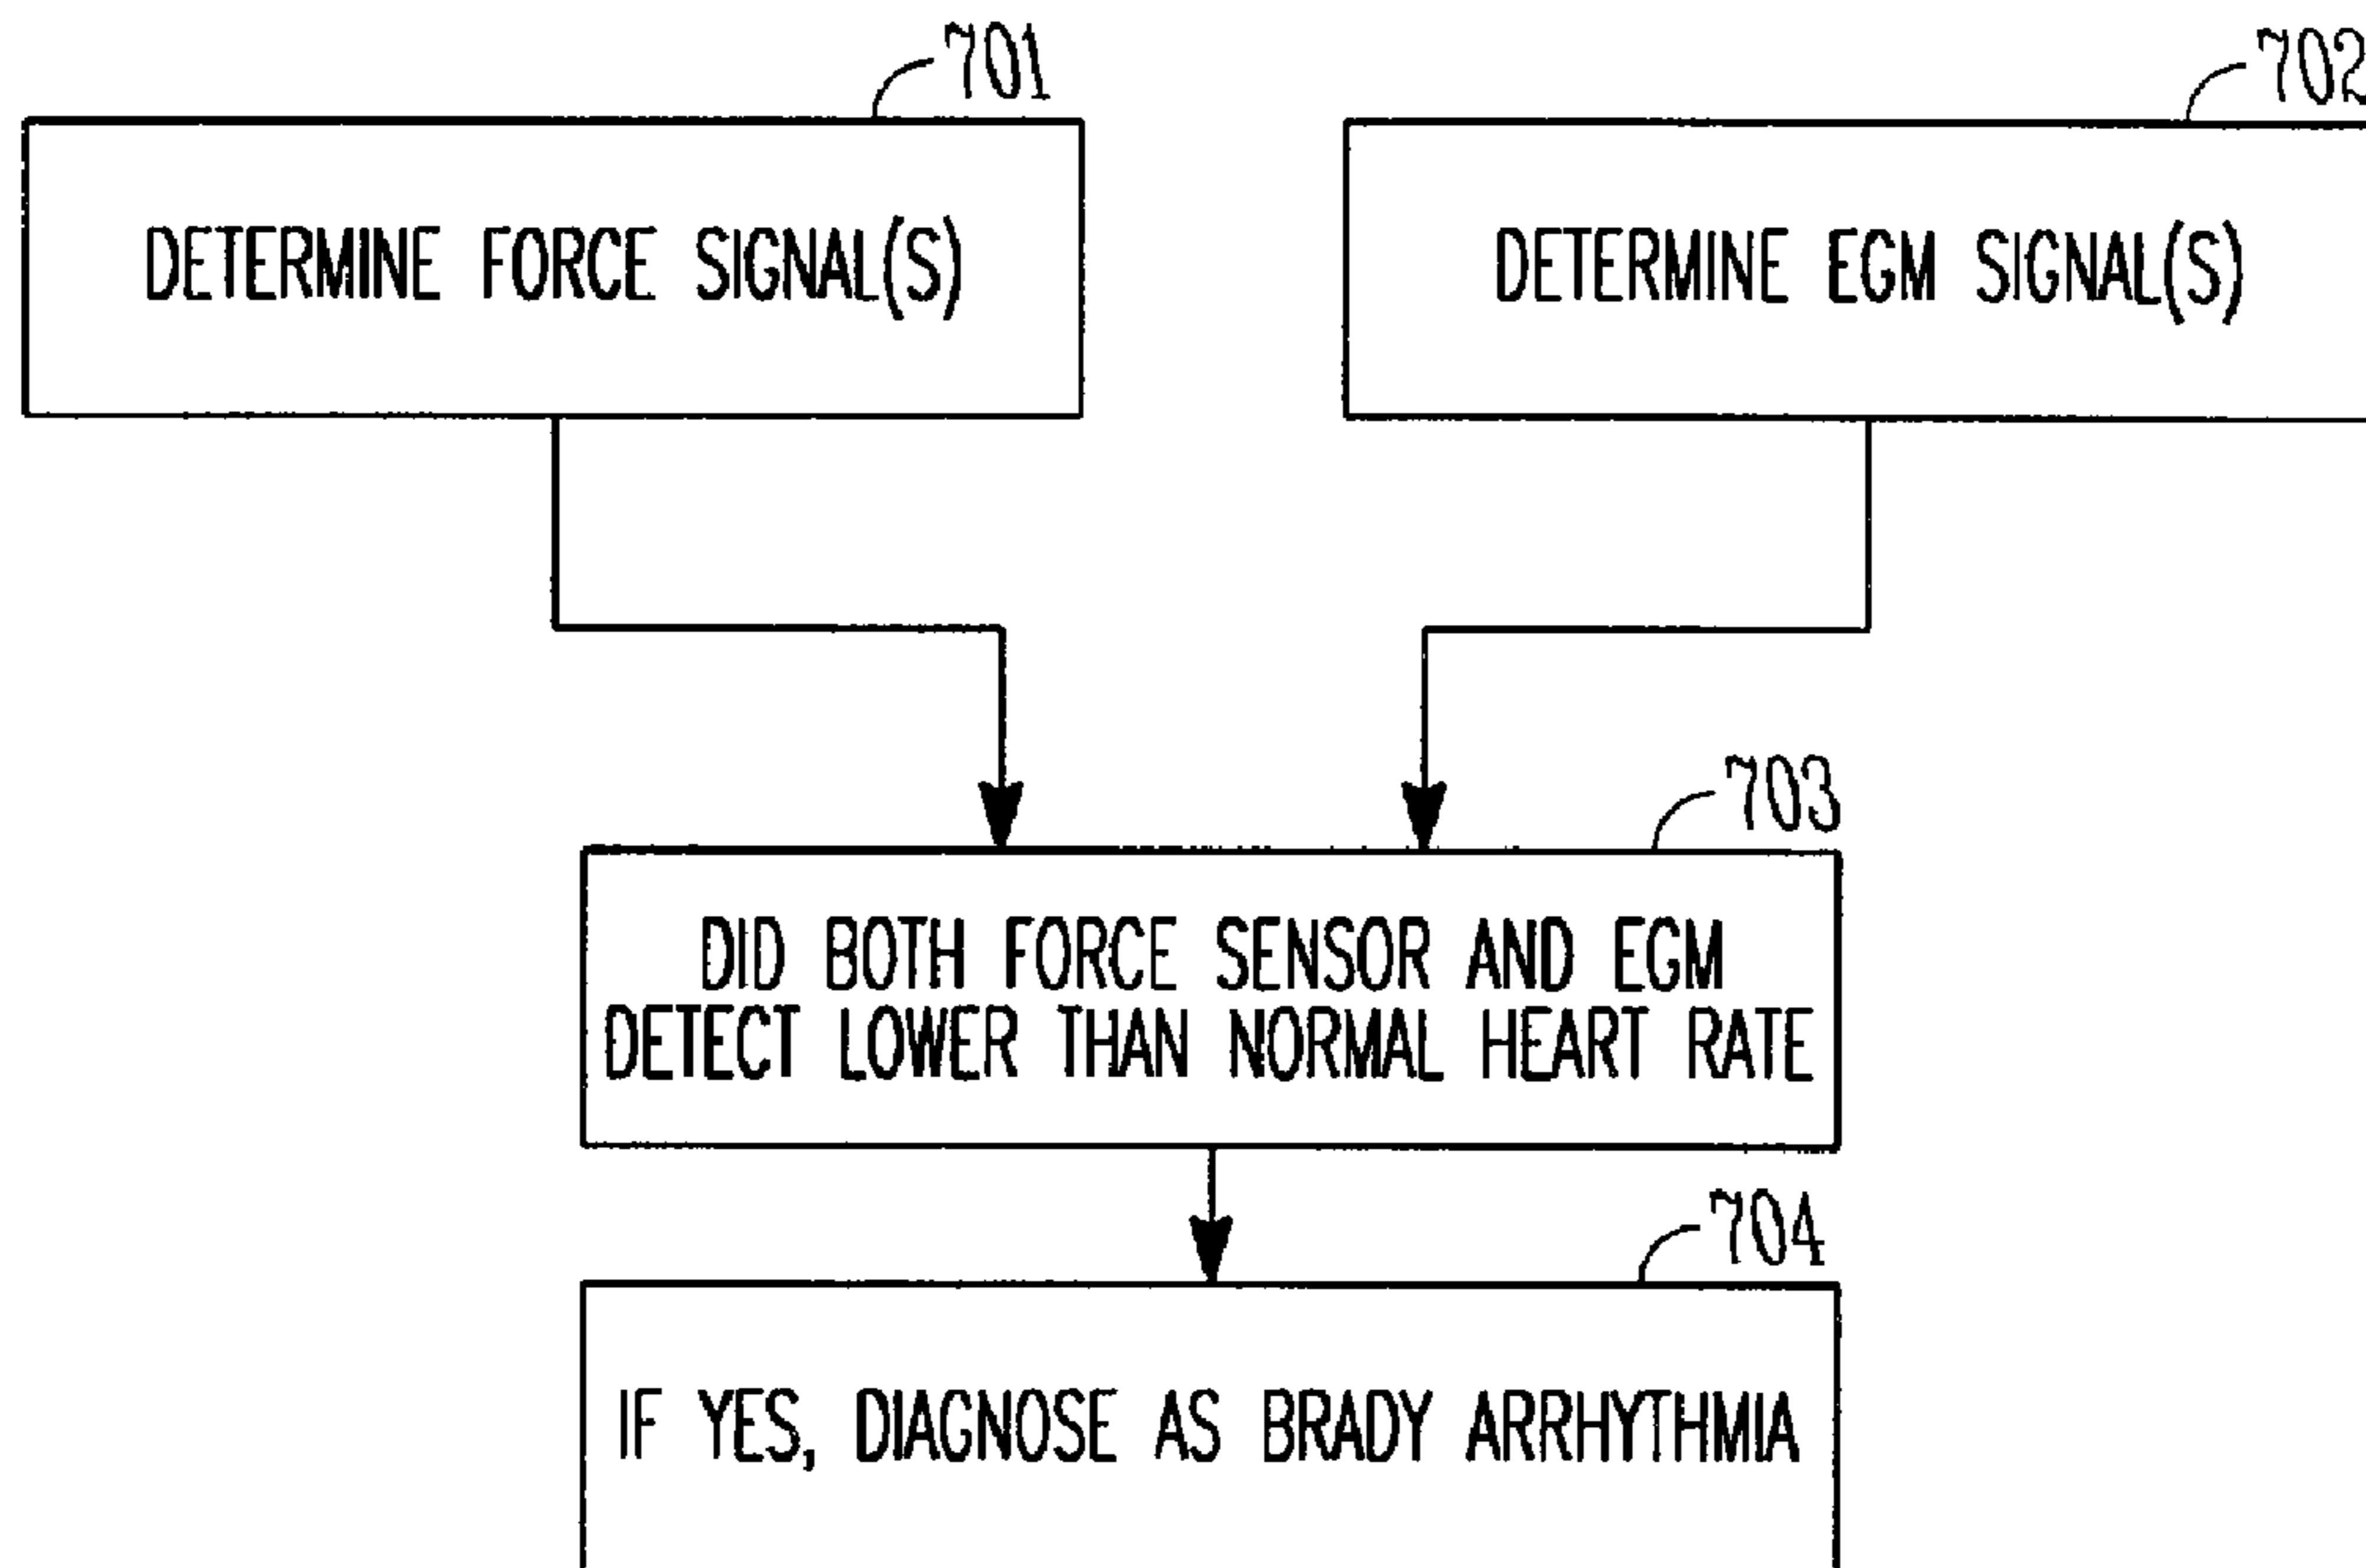 701
702
DETERMINE FORCE SIGNAL(S)
DETERMINE EGM SIGNAL(S)
703
DID BOTH FORCE SENSOR AND EGM
DETECT LOWER THAN NORMAL HEART RATE
704
IF YES, DIAGNOSE AS BRADY ARRHYTHMIA